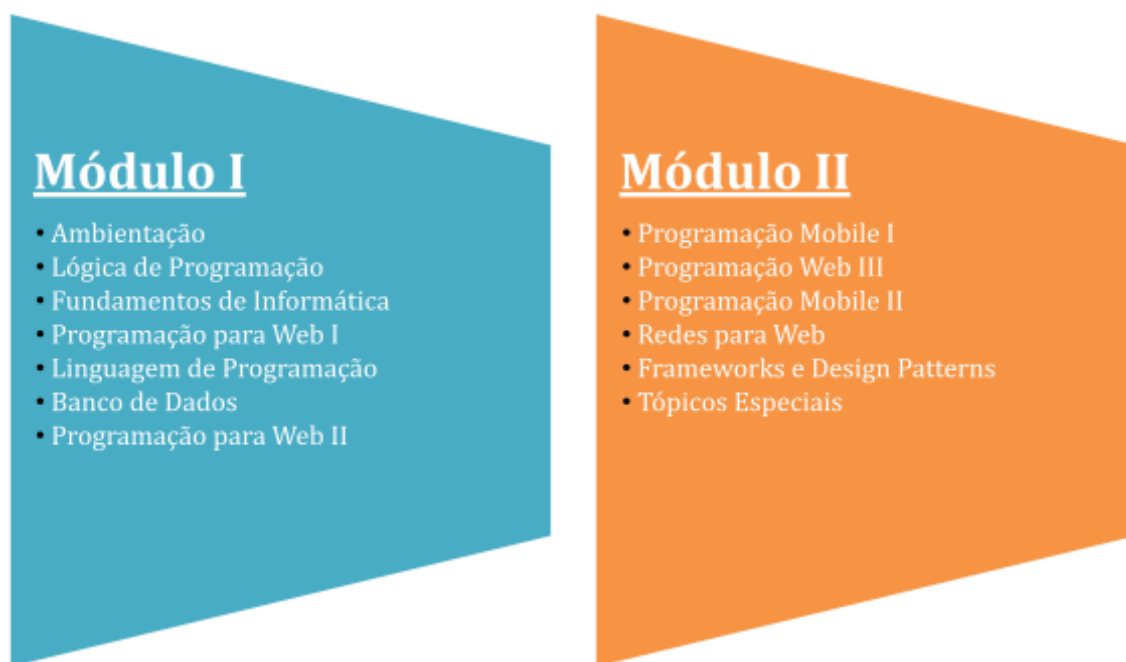 Módulo I
• Ambientação
• Lógica de Programação
• Fundamentos de Informática
• Programação para Web I
• Linguagem de Programação
• Banco de Dados
• Programação para Web II
Módulo II
• Programação Mobile I
• Programação Web III
• Programação Mobile II
• Redes para Web
• Frameworks e Design Patterns
• Tópicos Especiais